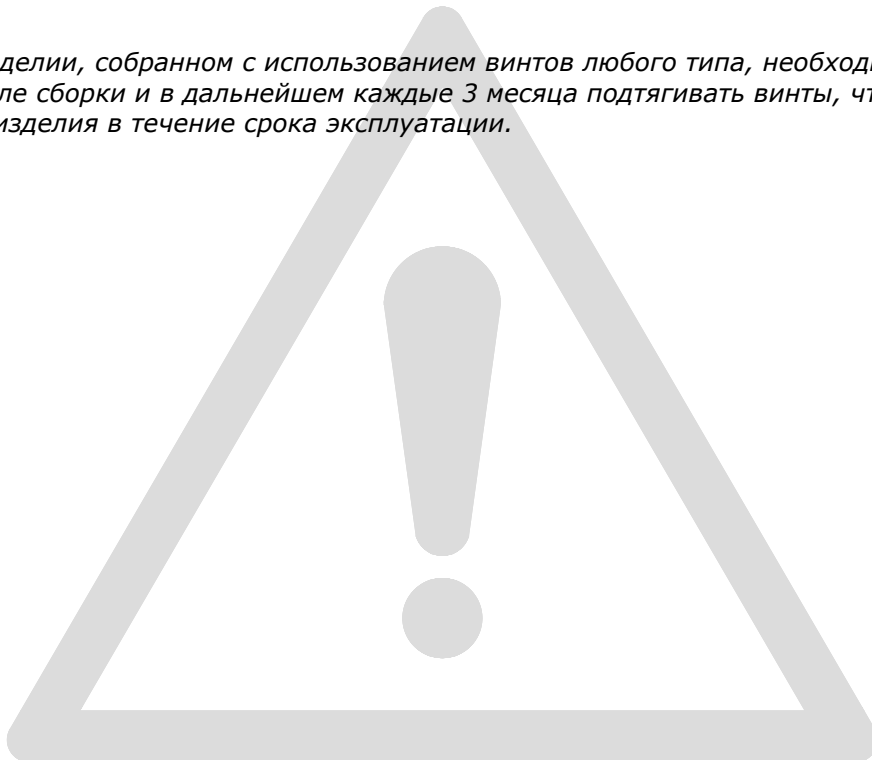 делии, собранном с использованием винтов любого типа, необходи
ле сборки и в дальнейшем каждые 3 месяца подтягивать винты, чт
изделия в течение срока эксплуатации.